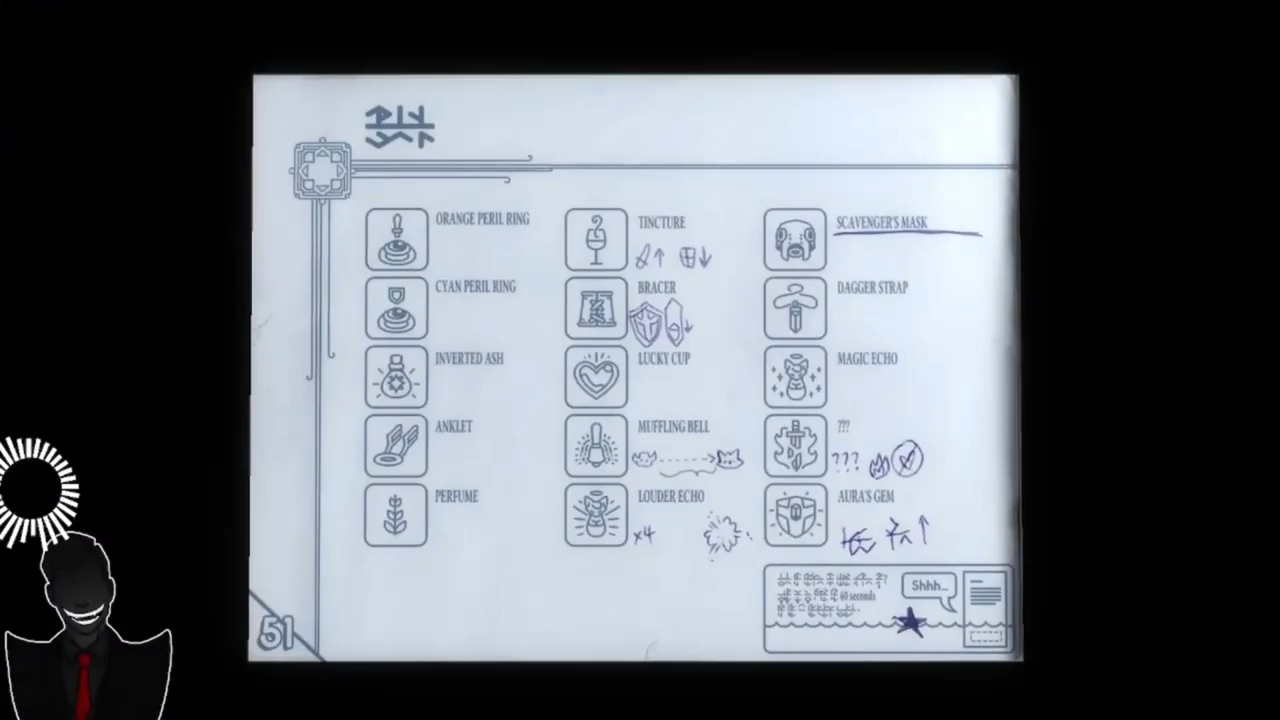 ORANGE PERIL RING
CYAN PERIL RING
INVERTED ASH
ANKLET
PERFUME
TINCTURE
BRACER
LUCKY CUP
MUFFLING BELL
LOUDER ECHO
x4
SCAVENGER'S MASK
DAGGER STRAP
MAGIC ECHO
???
???
AURA'S GEM
60 seconds
Shhh...
51